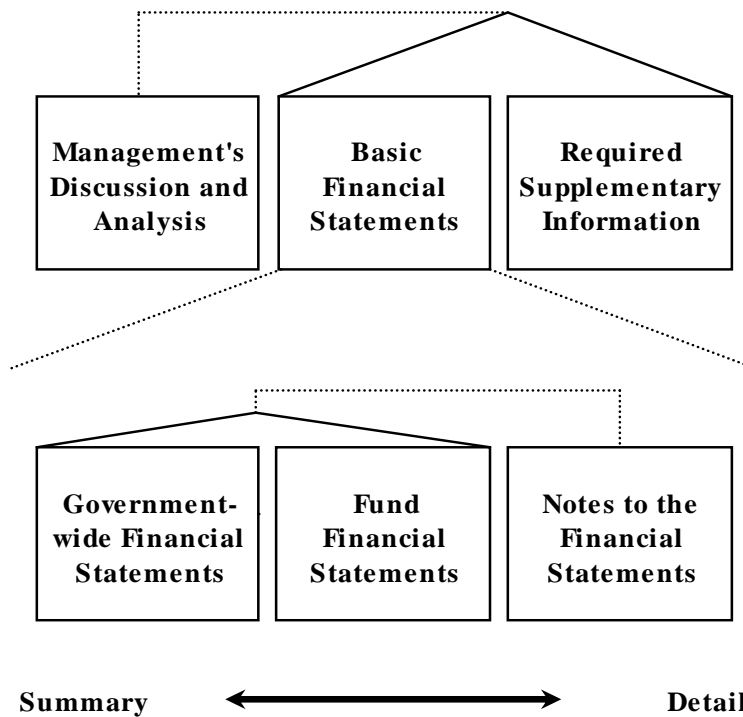 Management's
Discussion and
Analysis
Basic
Financial
Statements
Required
Supplementary
Information
Government-
wide Financial
Statements
Fund
Financial
Statements
Notes to the
Financial
Statements
Summary
Detail